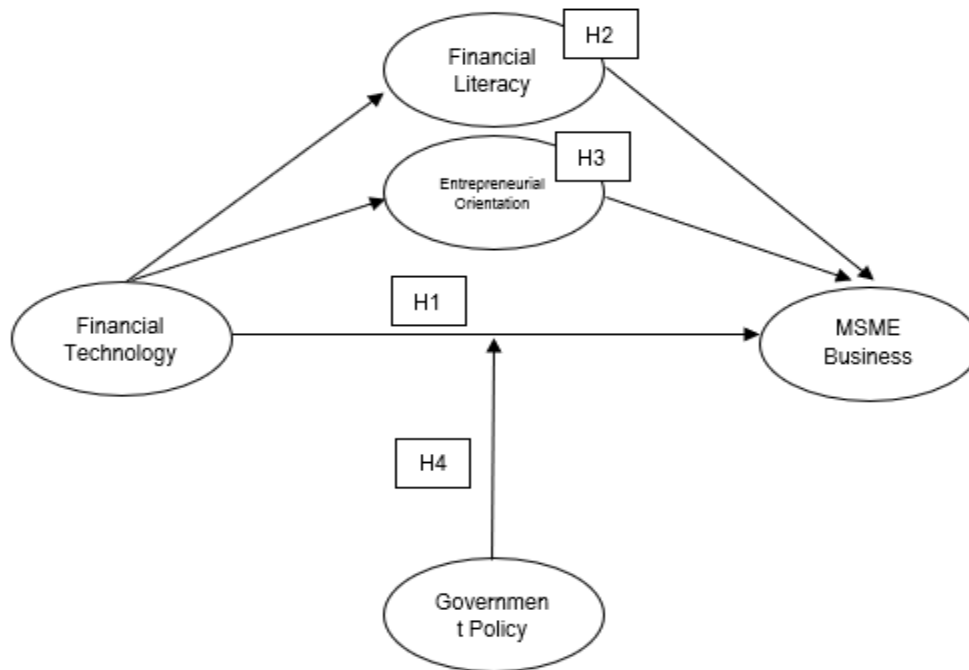 H2
Financial
Literacy
H3
Entrepreneurial
Orientation
H1
Financial
Technology
MSME
Business
H4
Governmen
t Policy